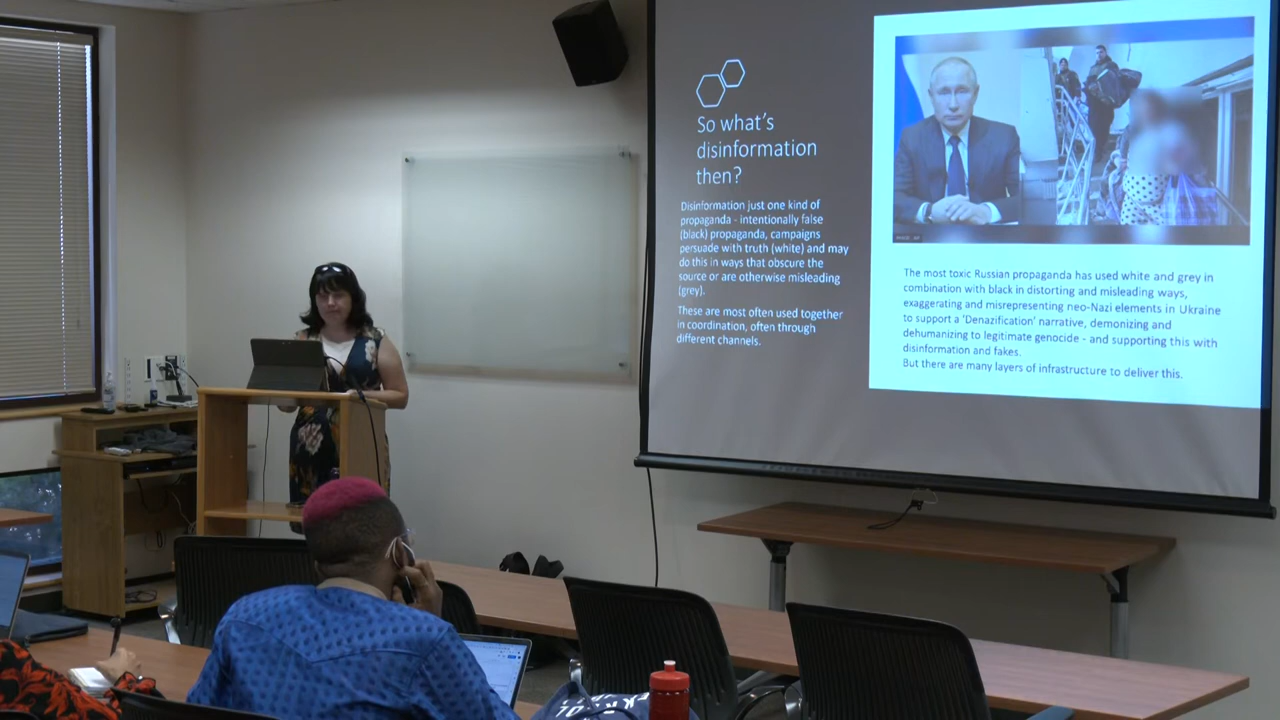 So what's
disinformation
then?
Disinformation just one kind of
propaganda - intentionally false
(black) propaganda, campaigns
persuade with truth (white) and may
do this in ways that obscure the
source or are otherwise misleading
(grey).
These are most often used together
in coordination, often through
different channels.
The most toxic Russian propaganda has used white and grey in
combination with black in distorting and misleading ways,
exaggerating and misrepresenting neo-Nazi elements in Ukraine
to support a 'Denazification' narrative, demonizing and
dehumanizing to legitimate genocide - and supporting this with
disinformation and fakes.
But there are many layers of infrastructure to deliver this.